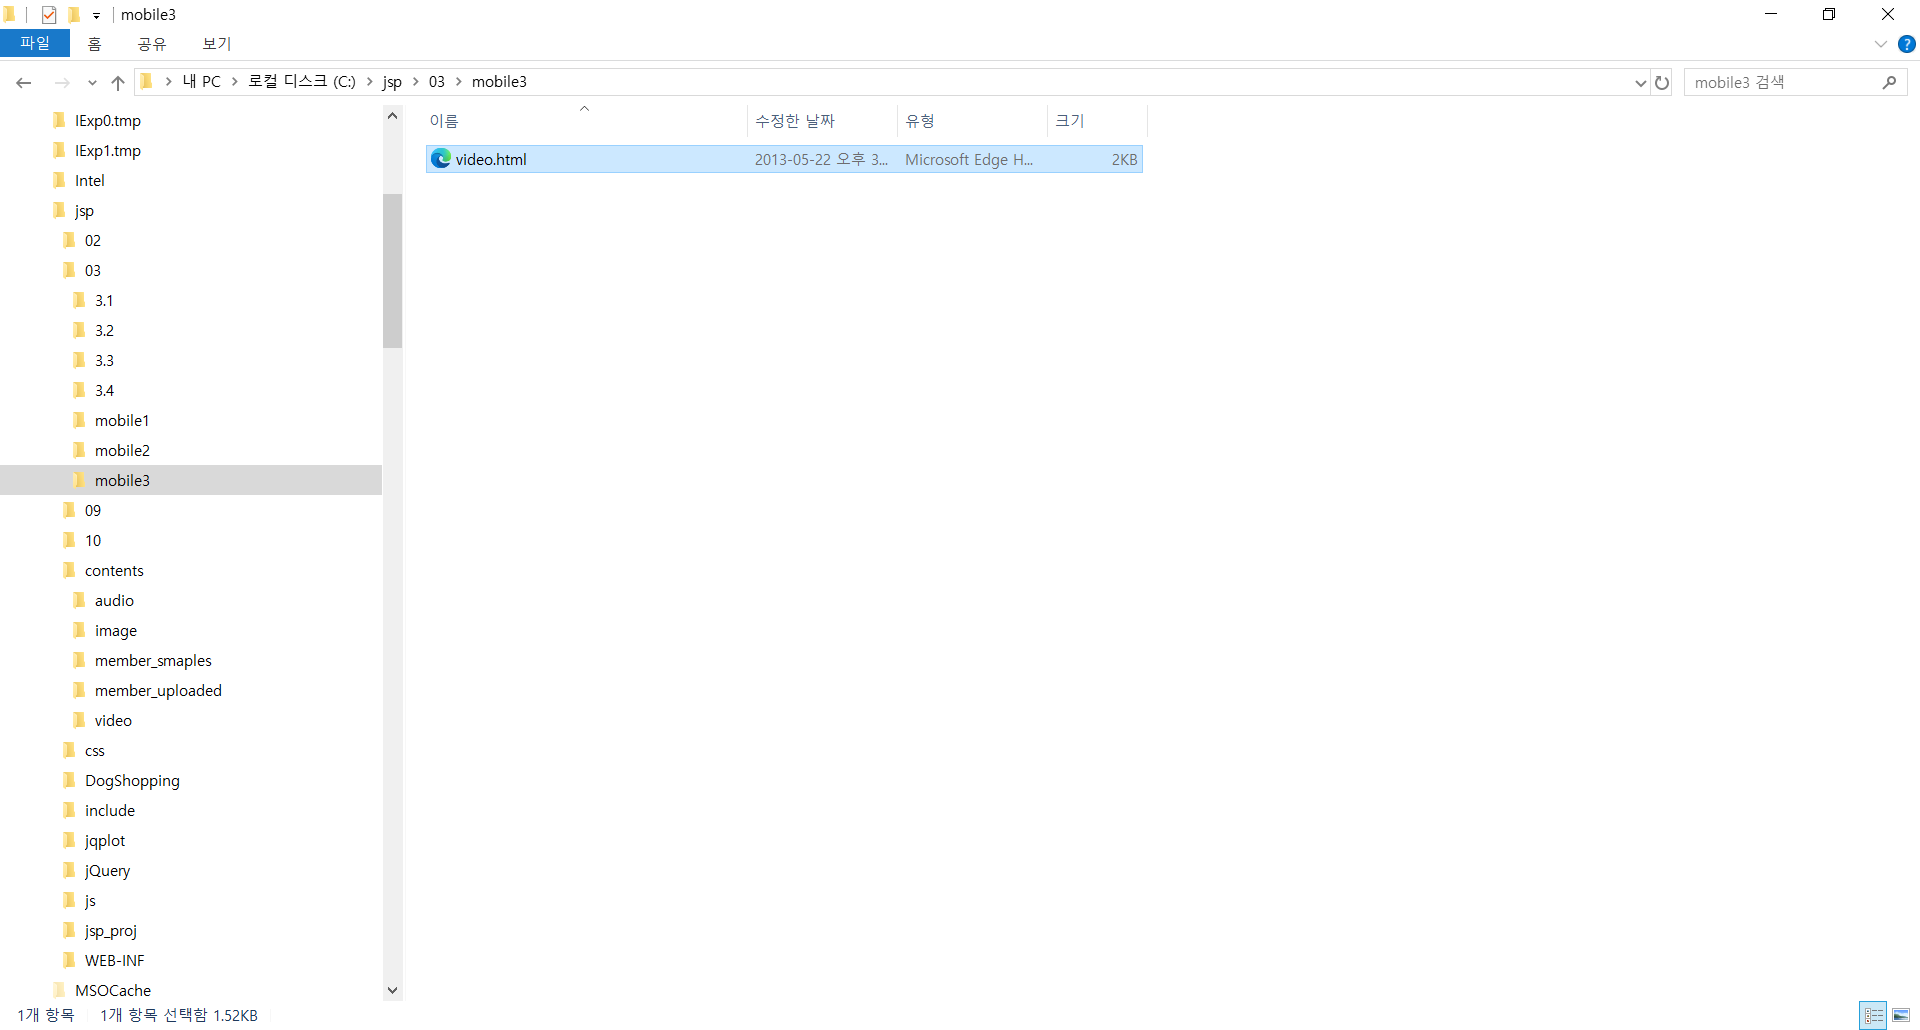 mobile3
파일 홈 공유 보기
내 PC 로컬 디스크 (C:) jsp 03 mobile3
mobile3 검색
이름 수정한 날짜 유형 크기
video.html 2013-05-22 오후 3... Microsoft Edge H... 2KB
IExp0.tmp
IExp1.tmp
Intel
jsp
02
03
3.1
3.2
3.3
3.4
mobile1
mobile2
mobile3
09
10
contents
audio
image
member_smaples
member_uploaded
video
css
DogShopping
include
jqplot
jQuery
js
jsp_proj
WEB-INF
MSOCache
1개 항목 1개 항목 선택함 1.52KB